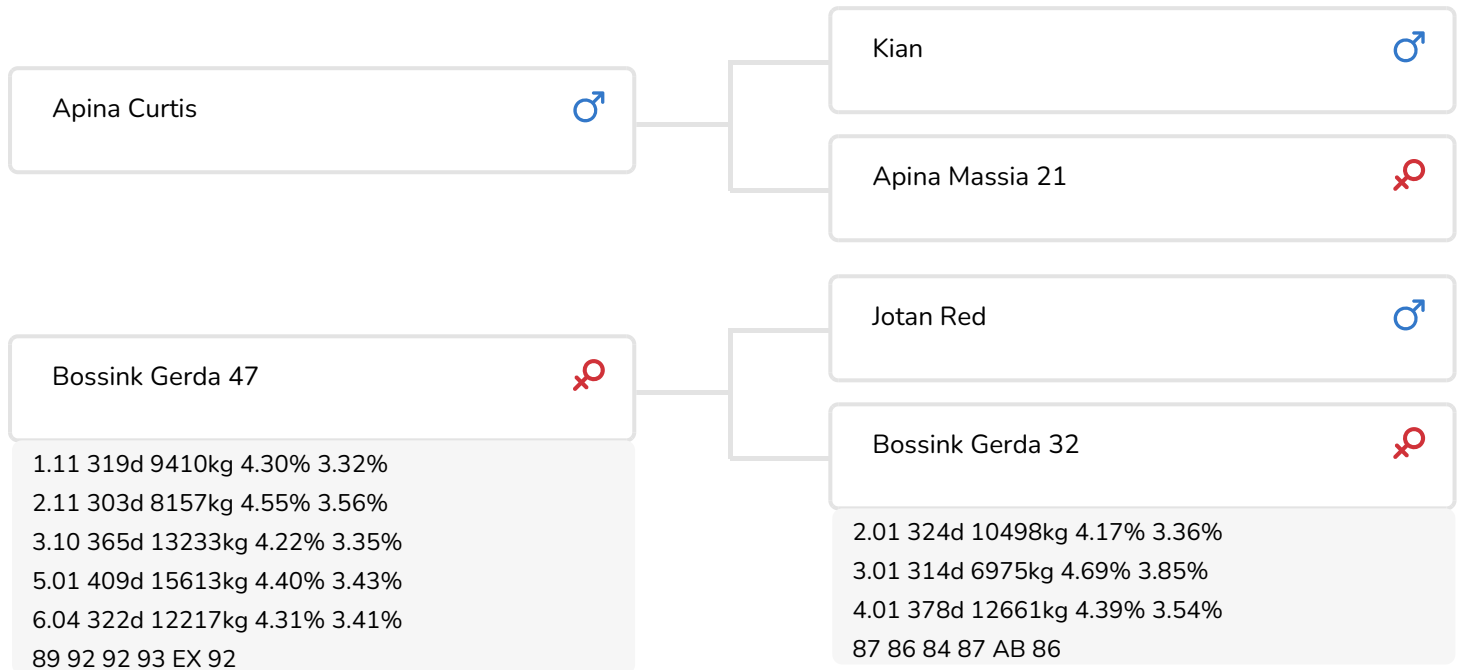 Kian
Apina Curtis
Apina Massia 21
Jotan Red
Bossink Gerda 47
Bossink Gerda 32
1.11 319d 9410kg 4.30% 3.32%
2.11 303d 8157kg 4.55% 3.56%
3.10 365d 13233kg 4.22% 3.35%
5.01 409d 15613kg 4.40% 3.43%
6.04 322d 12217kg 4.31% 3.41%
89 92 92 93 EX 92
2.01 324d 10498kg 4.17% 3.36%
3.01 314d 6975kg 4.69% 3.85%
4.01 378d 12661kg 4.39% 3.54%
87 86 84 87 AB 86